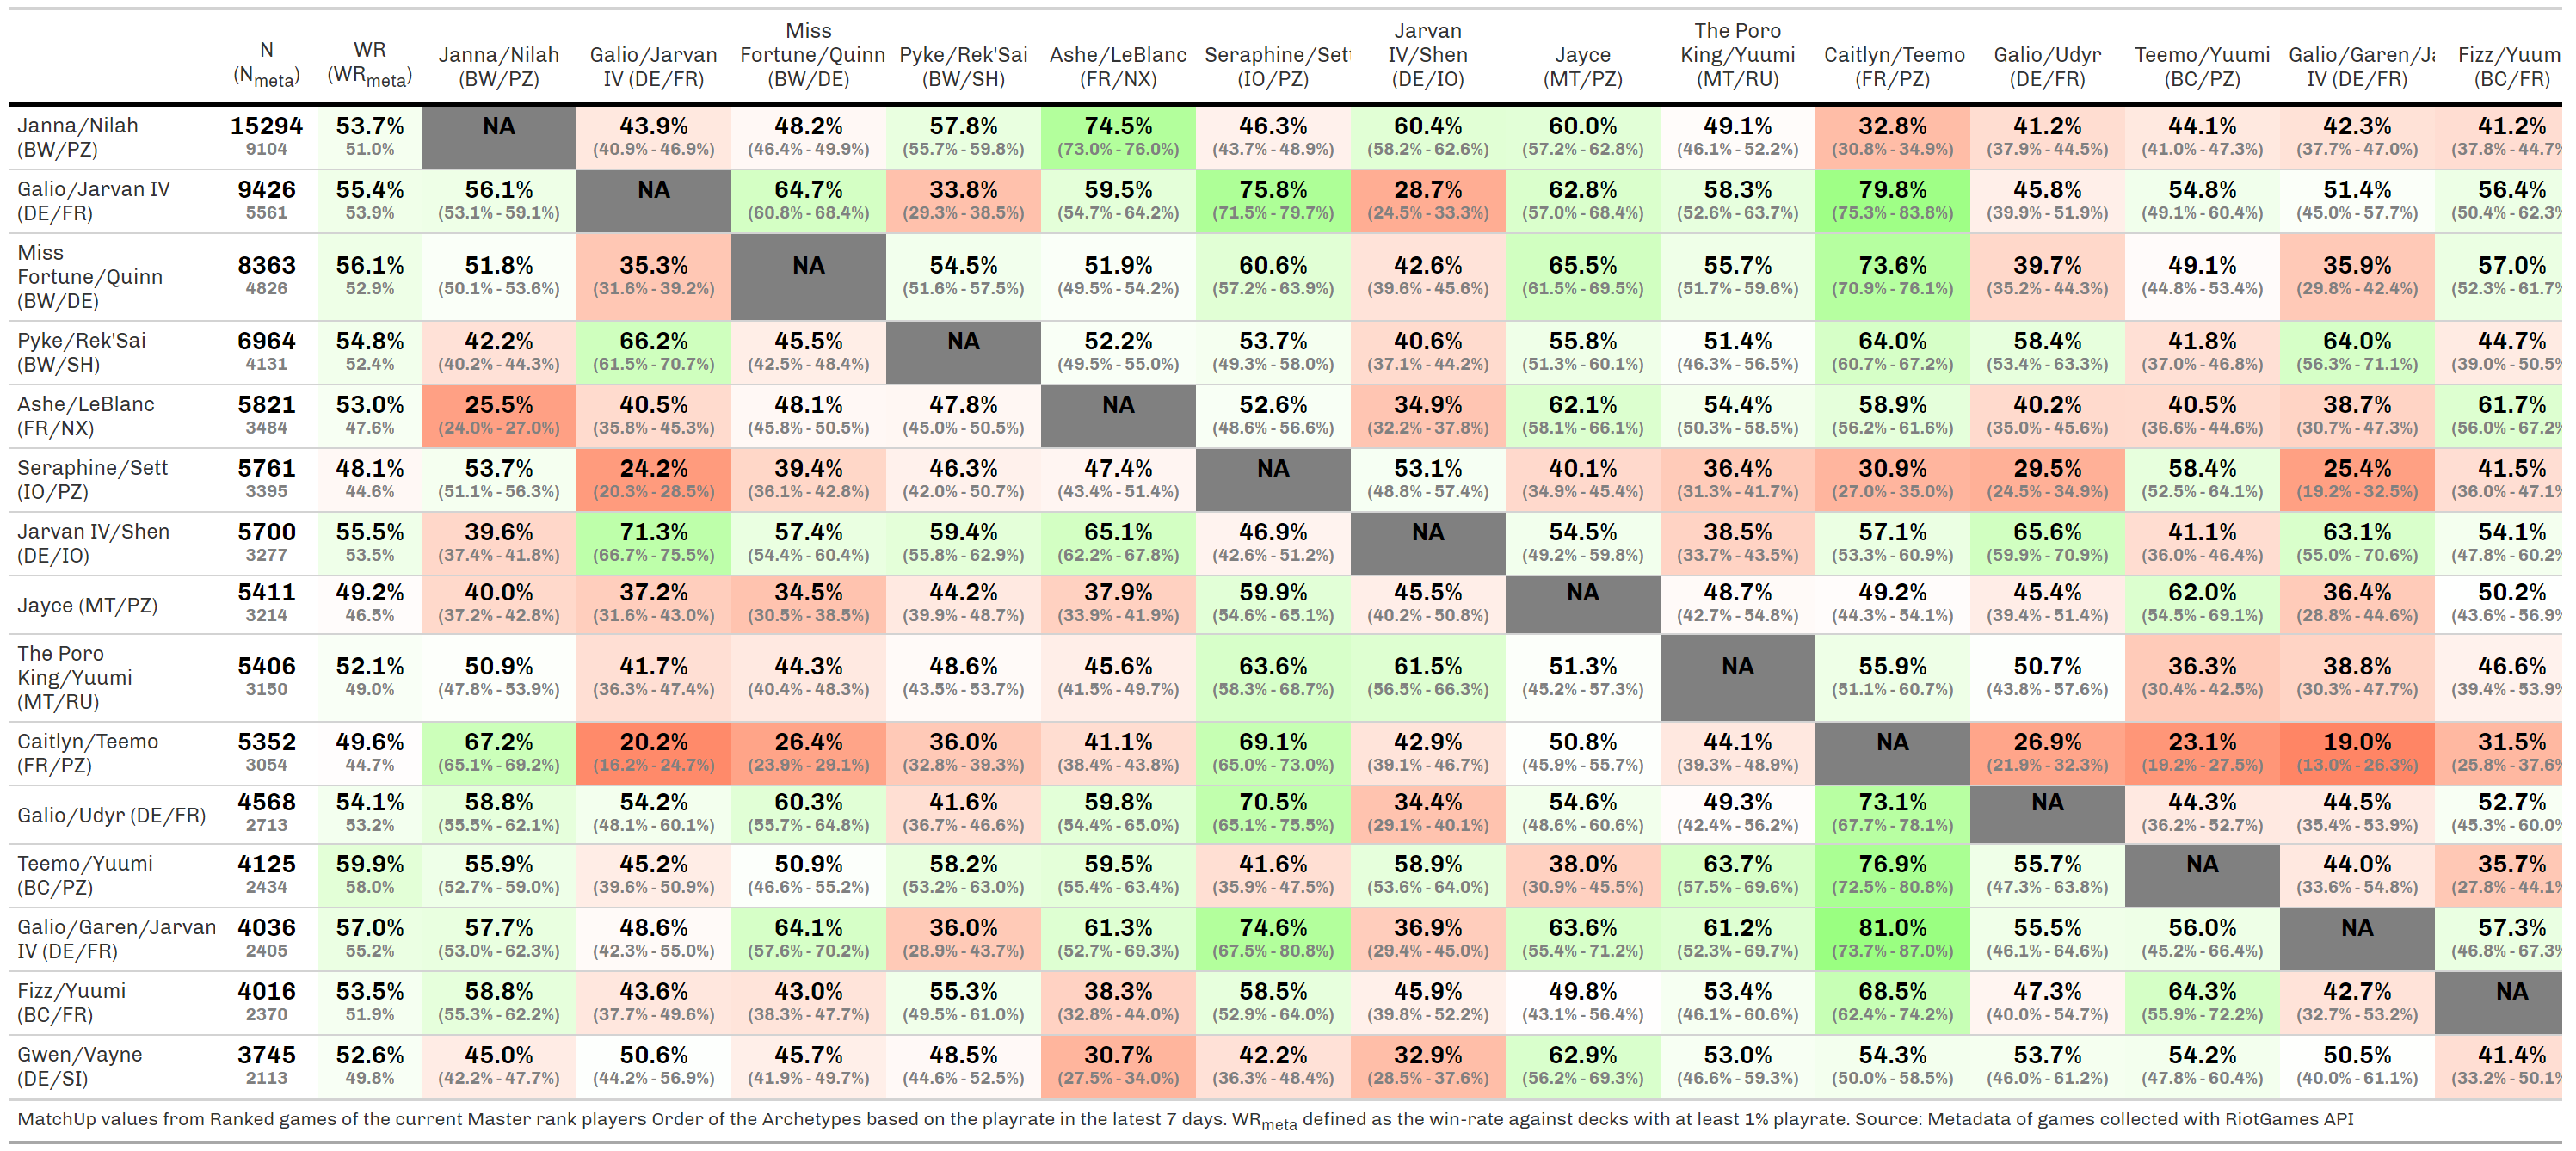 N (Nmeta) WR (WRmeta) Janna/Nilah (BW/PZ) Galio/Jarvan IV (DE/FR) Miss Fortune/Quinn (BW/DE) Pyke/Rek'Sai (BW/SH) Ashe/LeBlanc (FR/NX) Seraphine/Sett (IO/PZ) Jarvan IV/Shen (DE/IO) Jayce (MT/PZ) The Poro King/Yuumi (MT/RU) Caitlyn/Teemo (FR/PZ) Galio/Udyr (DE/FR) Teemo/Yuumi (BC/PZ) Galio/Garen/Ja IV (DE/FR) Fizz/Yuum (BC/FR)
Janna/Nilah (BW/PZ) 15294 53.7% NA 43.9% 48.2% 57.8% 74.5% 46.3% 60.4% 60.0% 49.1% 32.8% 41.2% 44.1% 42.3% 41.2%
9104 51.0% (40.9% - 46.9%) (46.4% - 49.9%) (55.7% - 59.8%) (73.0% - 76.0%) (43.7% - 48.9%) (58.2% - 62.6%) (57.2% - 62.8%) (46.1% - 52.2%) (30.8% - 34.9%) (37.9% - 44.5%) (41.0% - 47.3%) (37.7% - 47.0%) (37.8% - 44.7%
Galio/Jarvan IV (DE/FR) 9426 55.4% 56.1% NA 64.7% 33.8% 59.5% 75.8% 28.7% 62.8% 58.3% 79.8% 45.8% 54.8% 51.4% 56.4%
5561 53.9% (53.1% - 59.1%) (60.8% - 68.4%) (29.3% - 38.5%) (54.7% - 64.2%) (71.5% - 79.7%) (24.5% - 33.3%) (57.0% - 68.4%) (52.6% - 63.7%) (75.3% - 83.8%) (39.9% - 51.9%) (49.1% - 60.4%) (45.0% - 57.7%) (50.4% - 62.3%
Miss Fortune/Quinn (BW/DE) 8363 56.1% 51.8% 35.3% NA 54.5% 51.9% 60.6% 42.6% 65.5% 55.7% 73.6% 39.7% 49.1% 35.9% 57.0%
4826 52.9% (50.1% - 53.6%) (31.6% - 39.2%) (51.6% - 57.5%) (49.5% - 54.2%) (57.2% - 63.9%) (39.6% - 45.6%) (61.5% - 69.5%) (51.7% - 59.6%) (70.9% - 76.1%) (35.2% - 44.3%) (44.8% - 53.4%) (29.8% - 42.4%) (52.3% - 61.7%
Pyke/Rek'Sai (BW/SH) 6964 54.8% 42.2% 66.2% 45.5% NA 52.2% 53.7% 40.6% 55.8% 51.4% 64.0% 58.4% 41.8% 64.0% 44.7%
4131 52.4% (40.2% - 44.3%) (61.5% - 70.7%) (42.5% - 48.4%) (49.5% - 55.0%) (49.3% - 58.0%) (37.1% - 44.2%) (51.3% - 60.1%) (46.3% - 56.5%) (60.7% - 67.2%) (53.4% - 63.3%) (37.0% - 46.8%) (56.3% - 71.1%) (39.0% - 50.5%
Ashe/LeBlanc (FR/NX) 5821 53.0% 25.5% 40.5% 48.1% 47.8% NA 52.6% 34.9% 62.1% 54.4% 58.9% 40.2% 40.5% 38.7% 61.7%
3484 47.6% (24.0% - 27.0%) (35.8% - 45.3%) (45.8% - 50.5%) (45.0% - 50.5%) (48.6% - 56.6%) (32.2% - 37.8%) (58.1% - 66.1%) (50.3% - 58.5%) (56.2% - 61.6%) (35.0% - 45.6%) (36.6% - 44.6%) (30.7% - 47.3%) (56.0% - 67.2%
Seraphine/Sett (IO/PZ) 5761 48.1% 53.7% 24.2% 39.4% 46.3% 47.4% NA 53.1% 40.1% 36.4% 30.9% 29.5% 58.4% 25.4% 41.5%
3395 44.6% (51.1% - 56.3%) (20.3% - 28.5%) (36.1% - 42.8%) (42.0% - 50.7%) (43.4% - 51.4%) (48.8% - 57.4%) (34.9% - 45.4%) (31.3% - 41.7%) (27.0% - 35.0%) (24.5% - 34.9%) (52.5% - 64.1%) (19.2% - 32.5%) (36.0% - 47.1%
Jarvan IV/Shen (DE/IO) 5700 55.5% 39.6% 71.3% 57.4% 59.4% 65.1% 46.9% NA 54.5% 38.5% 57.1% 65.6% 41.1% 63.1% 54.1%
3277 53.5% (37.4% - 41.8%) (66.7% - 75.5%) (54.4% - 60.4%) (55.8% - 62.9%) (62.2% - 67.8%) (42.6% - 51.2%) (49.2% - 59.8%) (33.7% - 43.5%) (53.3% - 60.9%) (59.9% - 70.9%) (36.0% - 46.4%) (55.0% - 70.6%) (47.8% - 60.2%
Jayce (MT/PZ) 5411 49.2% 40.0% 37.2% 34.5% 44.2% 37.9% 59.9% 45.5% NA 48.7% 49.2% 45.4% 62.0% 36.4% 50.2%
3214 46.5% (37.2% - 42.8%) (31.6% - 43.0%) (30.5% - 38.5%) (39.9% - 48.7%) (33.9% - 41.9%) (54.6% - 65.1%) (40.2% - 50.8%) (42.7% - 54.8%) (44.3% - 54.1%) (39.4% - 51.4%) (54.5% - 69.1%) (28.8% - 44.6%) (43.6% - 56.9%
The Poro King/Yuumi (MT/RU) 5406 52.1% 50.9% 41.7% 44.3% 48.6% 45.6% 63.6% 61.5% 51.3% NA 55.9% 50.7% 36.3% 38.8% 46.6%
3150 49.0% (47.8% - 53.9%) (36.3% - 47.4%) (40.4% - 48.3%) (43.5% - 53.7%) (41.5% - 49.7%) (58.3% - 68.7%) (56.5% - 66.3%) (45.2% - 57.3%) (51.1% - 60.7%) (43.8% - 57.6%) (30.4% - 42.5%) (30.3% - 47.7%) (39.4% - 53.9%
Caitlyn/Teemo (FR/PZ) 5352 49.6% 67.2% 20.2% 26.4% 36.0% 41.1% 69.1% 42.9% 50.8% 44.1% NA 26.9% 23.1% 19.0% 31.5%
3054 44.7% (65.1% - 69.2%) (16.2% - 24.7%) (23.9% - 29.1%) (32.8% - 39.3%) (38.4% - 43.8%) (65.0% - 73.0%) (39.1% - 46.7%) (45.9% - 55.7%) (39.3% - 48.9%) (21.9% - 32.3%) (19.2% - 27.5%) (13.0% - 26.3%) (25.8% - 37.6%
Galio/Udyr (DE/FR) 4568 54.1% 58.8% 54.2% 60.3% 41.6% 59.8% 70.5% 34.4% 54.6% 49.3% 73.1% NA 44.3% 44.5% 52.7%
2713 53.2% (55.5% - 62.1%) (48.1% - 60.1%) (55.7% - 64.8%) (36.7% - 46.6%) (54.4% - 65.0%) (65.1% - 75.5%) (29.1% - 40.1%) (48.6% - 60.6%) (42.4% - 56.2%) (67.7% - 78.1%) (36.2% - 52.7%) (35.4% - 53.9%) (45.3% - 60.0%
Teemo/Yuumi (BC/PZ) 4125 59.9% 55.9% 45.2% 50.9% 58.2% 59.5% 41.6% 58.9% 38.0% 63.7% 76.9% 55.7% NA 44.0% 35.7%
2434 58.0% (52.7% - 59.0%) (39.6% - 50.9%) (46.6% - 55.2%) (53.2% - 63.0%) (55.4% - 63.4%) (35.9% - 47.5%) (53.6% - 64.0%) (30.9% - 45.5%) (57.5% - 69.6%) (72.5% - 80.8%) (47.3% - 63.8%) (33.6% - 54.8%) (27.8% - 44.1%
Galio/Garen/Jarvan IV (DE/FR) 4036 57.0% 57.7% 48.6% 64.1% 36.0% 61.3% 74.6% 36.9% 63.6% 61.2% 81.0% 55.5% 56.0% NA 57.3%
2405 55.2% (53.0% - 62.3%) (42.3% - 55.0%) (57.6% - 70.2%) (28.9% - 43.7%) (52.7% - 69.3%) (67.5% - 80.8%) (29.4% - 45.0%) (55.4% - 71.2%) (52.3% - 69.7%) (73.7% - 87.0%) (46.1% - 64.6%) (45.2% - 66.4%) (46.8% - 67.3%
Fizz/Yuumi (BC/FR) 4016 53.5% 58.8% 43.6% 43.0% 55.3% 38.3% 58.5% 45.9% 49.8% 53.4% 68.5% 47.3% 64.3% 42.7% NA
2370 51.9% (55.3% - 62.2%) (37.7% - 49.6%) (38.3% - 47.7%) (49.5% - 61.0%) (32.8% - 44.0%) (52.9% - 64.0%) (39.8% - 52.2%) (43.1% - 56.4%) (46.1% - 60.6%) (62.4% - 74.2%) (40.0% - 54.7%) (55.9% - 72.2%) (32.7% - 53.2%)
Gwen/Vayne (DE/SI) 3745 52.6% 45.0% 50.6% 45.7% 48.5% 30.7% 42.2% 32.9% 62.9% 53.0% 54.3% 53.7% 54.2% 50.5% 41.4%
2113 49.8% (42.2% - 47.7%) (44.2% - 56.9%) (41.9% - 49.7%) (44.6% - 52.5%) (27.5% - 34.0%) (36.3% - 48.4%) (28.5% - 37.6%) (56.2% - 69.3%) (46.6% - 59.3%) (50.0% - 58.5%) (46.0% - 61.2%) (47.8% - 60.4%) (40.0% - 61.1%) (33.2% - 50.1%
MatchUp values from Ranked games of the current Master rank players Order of the Archetypes based on the playrate in the latest 7 days. WRmeta defined as the win-rate against decks with at least 1% playrate. Source: Metadata of games collected with RiotGames API